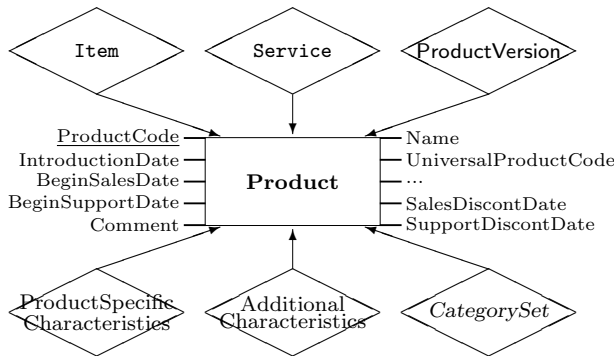 Item Service ProductVersion
ProductCode Name
IntroductionDate UniversalProductCode
BeginSalesDate Product ...
BeginSupportDate SalesDiscontDate
Comment SupportDiscontDate
ProductSpecific Additional CategorySet
Characteristics Characteristics